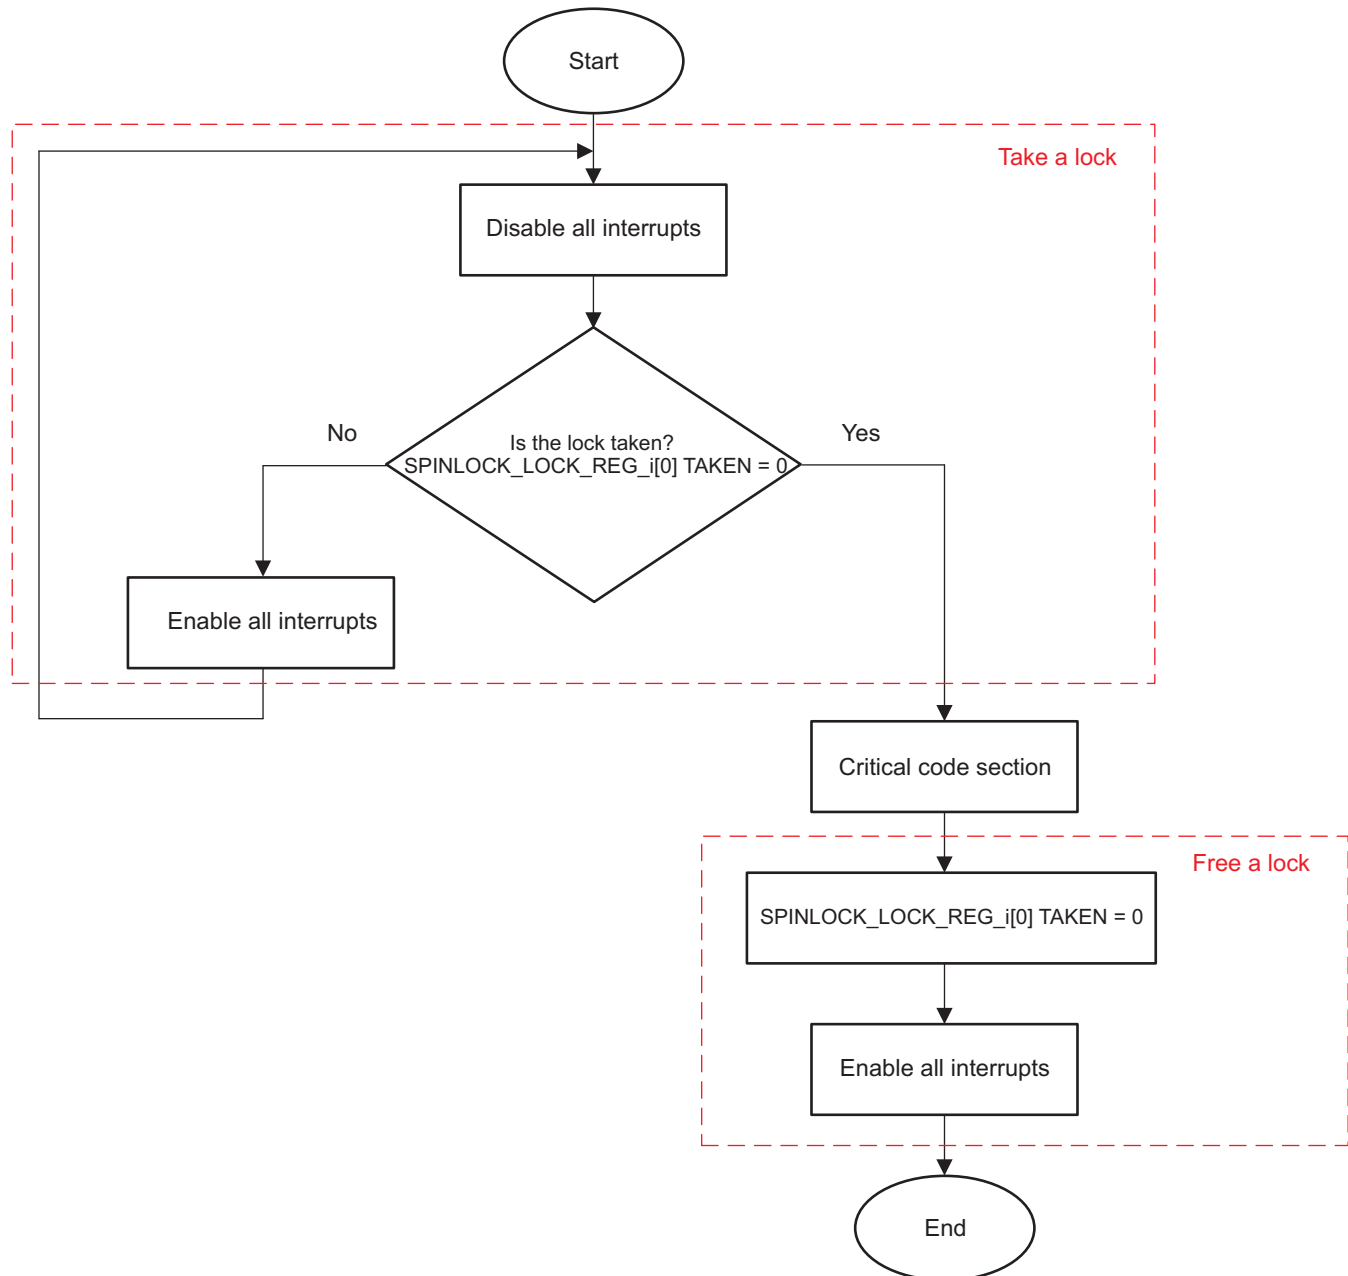 Start
Take a lock
Disable all interrupts
No
Yes
Is the lock taken?
SPINLOCK_LOCK_REG_i[0] TAKEN = 0
Enable all interrupts
Critical code section
Free a lock
SPINLOCK_LOCK_REG_i[0] TAKEN = 0
Enable all interrupts
End